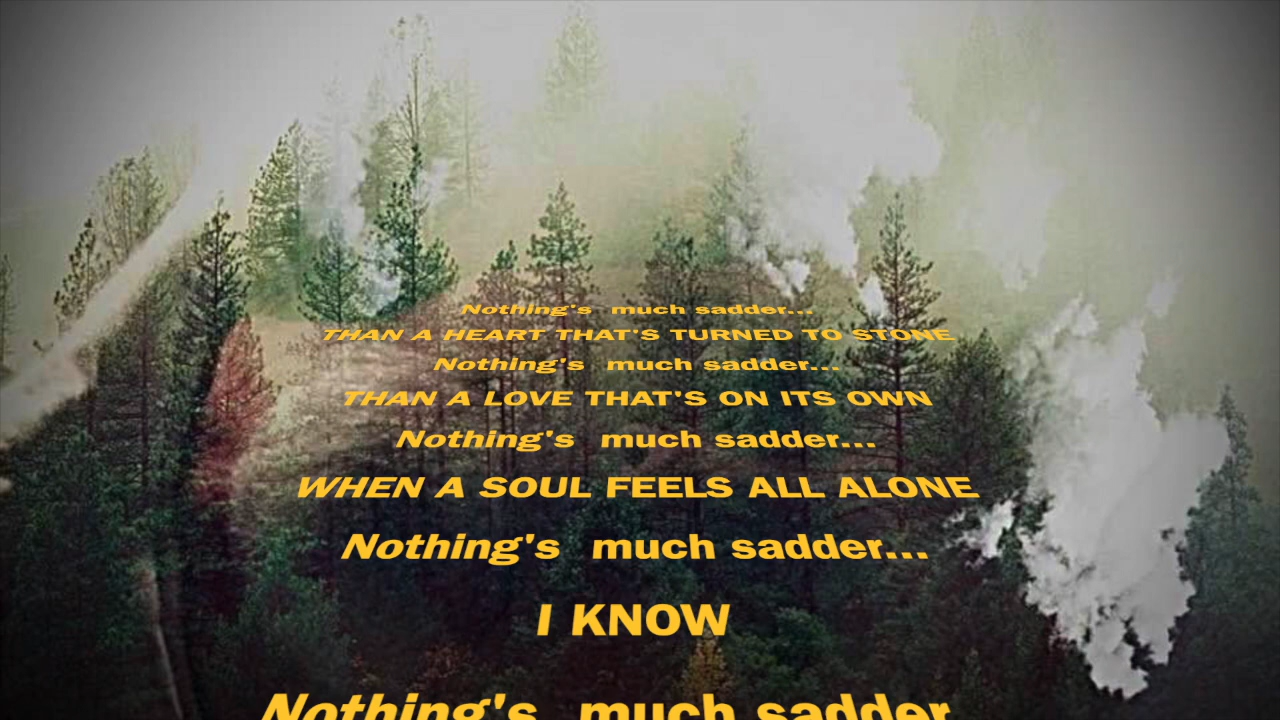 Nothing's much sadder...
THAN A HEART THAT'S TURNED TO STONE
Nothing's much sadder...
THAN A LOVE THAT'S ON ITS OWN
Nothing's much sadder...
WHEN A SOUL FEELS ALL ALONE
Nothing's much sadder...
I KNOW
Nothing's much sadder